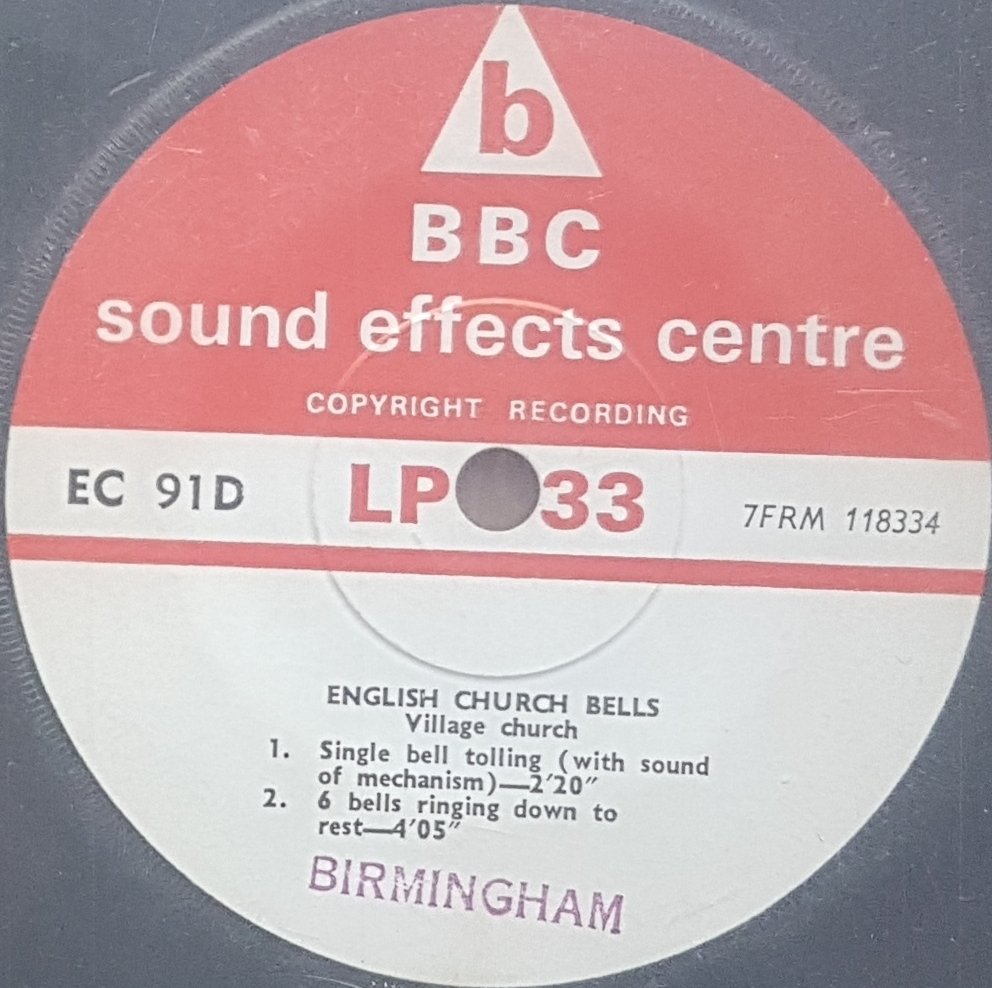 b
BBC
sound effects centre
COPYRIGHT RECORDING
EC 91D LP 33 7FRM 118334
ENGLISH CHURCH BELLS
Village church
1. Single bell tolling (with sound
of mechanism)—2′20″
2. 6 bells ringing down to
rest—4′05″
BIRMINGHAM